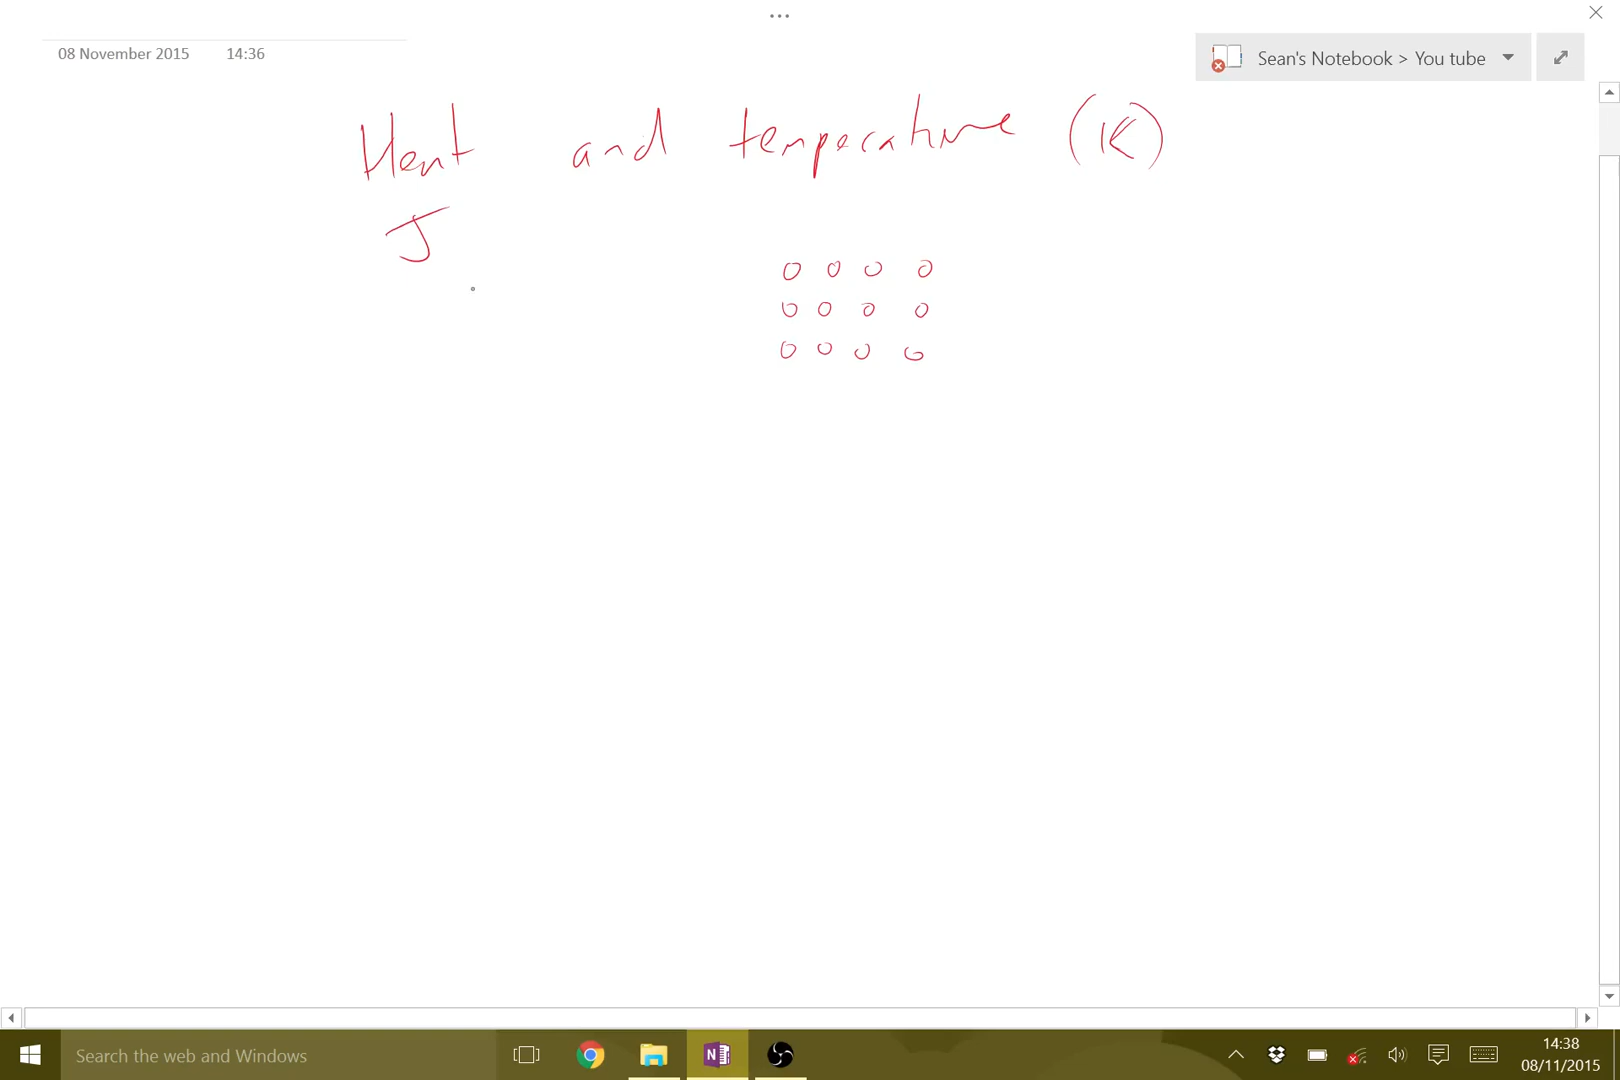 08 November 2015 14:36
Sean's Notebook > You tube
Heat and temperature (K)
J
Search the web and Windows
14:38
08/11/2015